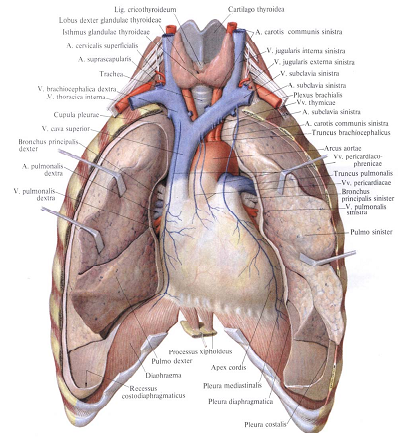 Lig. cricothyroideum
Lobus dexter glandulae thyroideae
Isthmus glandulae thyroideae
A. cervicalis superficialis
A. suprascapularis
Trachea
V. brachiocephalica dextra
V. thoracica interna
Cupula pleurae
V. cava superior
Bronchus principalis
dexter
A. pulmonalis
dextra
V. pulmonalis
dextra
Cartilago thyroidea
A. carotis communis sinistra
V. jugularis interna sinistra
V. jugularis externa sinistra
V. subclavia sinistra
A. subclavia sinistra
Plexus brachialis
Vv. thymicae
A. subclavia sinistra
A. carotis communis sinistra
Truncus brachiocephalicus
Arcus aortae
Vv. pericardiaco-
phrenicae
Truncus pulmonalis
Vv. pericardiacae
Bronchus
principalis sinister
V. pulmonalis
sinistra
Pulmo sinister
Processus xiphoideus
Pulmo dexter
Diaphragma
Recessus
costodiaphragmaticus
Apex cordis
Pleura mediastinalis
Pleura diaphragmatica
Pleura costalis